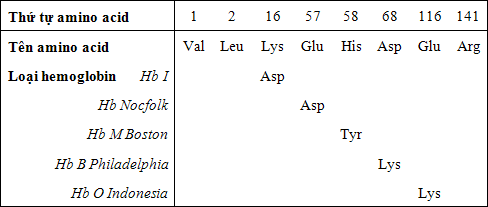 Thứ tự amino acid 1 2 16 57 58 68 116 141
Tên amino acid Val Leu Lys Glu His Asp Glu Arg
Loại hemoglobin Hb I Asp
Hb Nocfolk Asp
Hb M Boston Tyr
Hb B Philadelphia Lys
Hb O Indonesia Lys